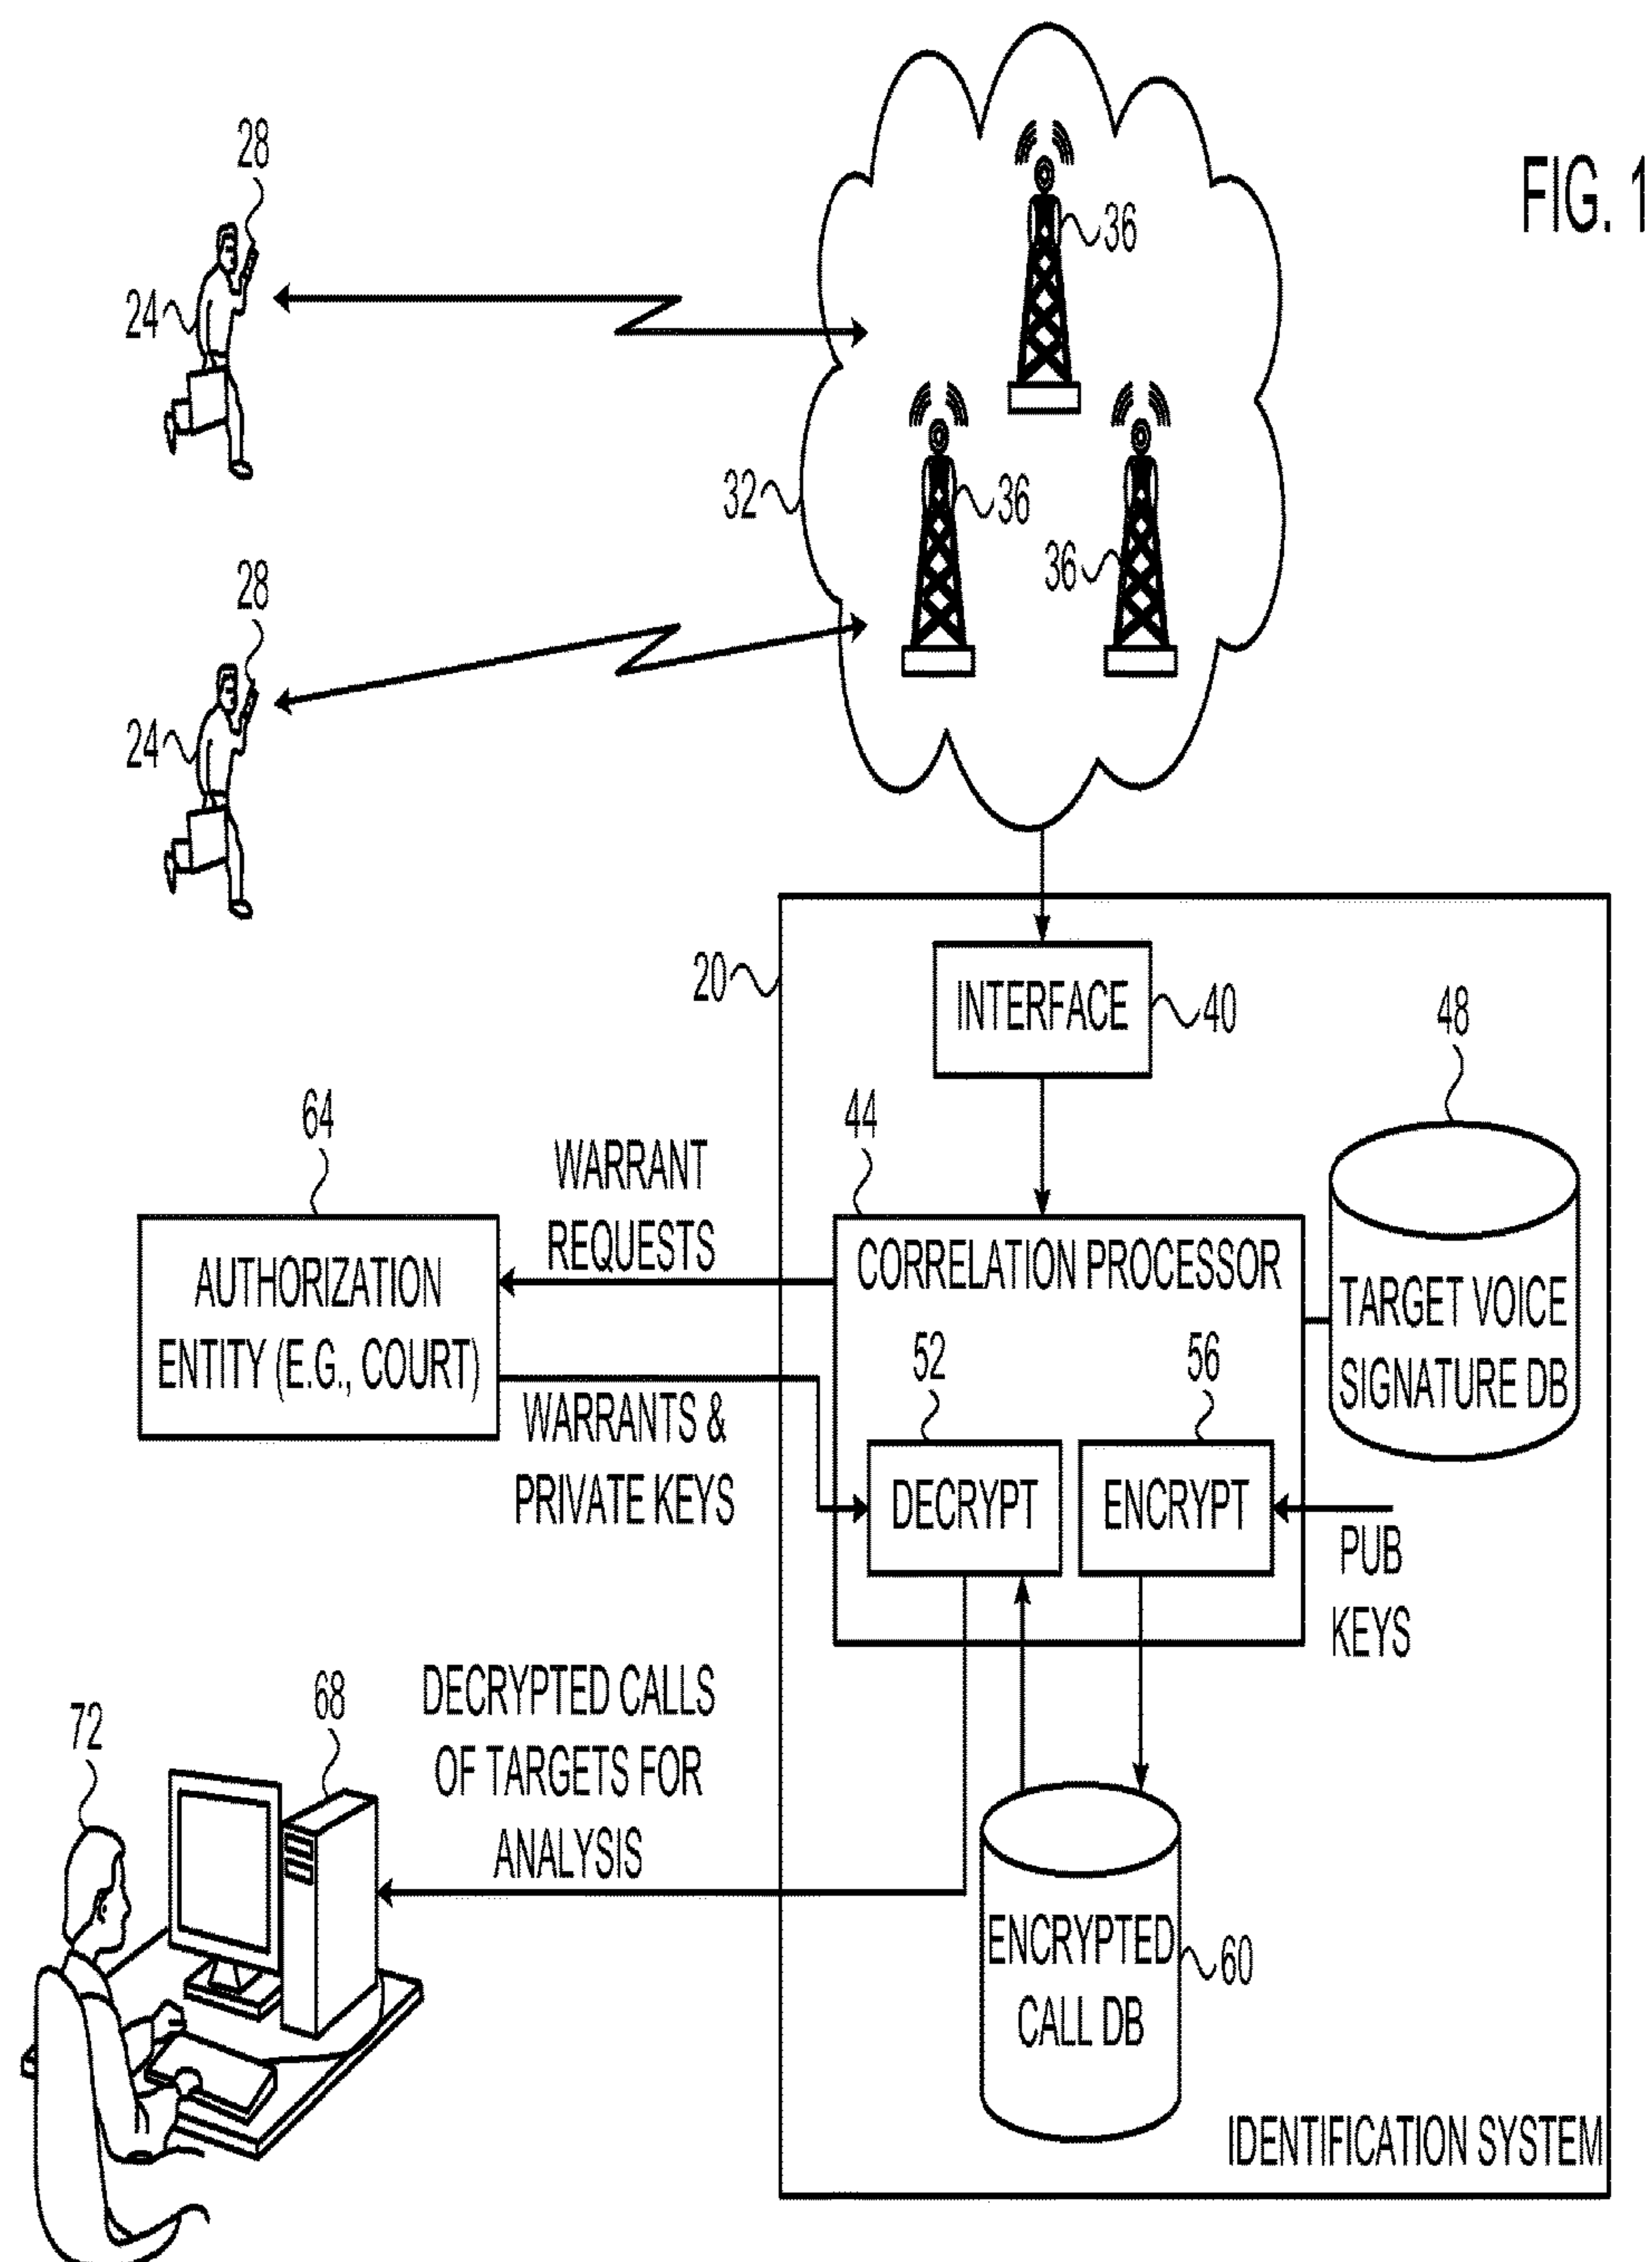 FIG. 1
28
24
36
32
36
36
28
24
20
INTERFACE
40
48
64
WARRANT
REQUESTS
44
AUTHORIZATION
ENTITY (E.G., COURT)
CORRELATION PROCESSOR
TARGET VOICE
SIGNATURE DB
WARRANTS &
PRIVATE KEYS
52
56
DECRYPT
ENCRYPT
PUB
KEYS
72
68
DECRYPTED CALLS
OF TARGETS FOR
ANALYSIS
ENCRYPTED
CALL DB
60
IDENTIFICATION SYSTEM